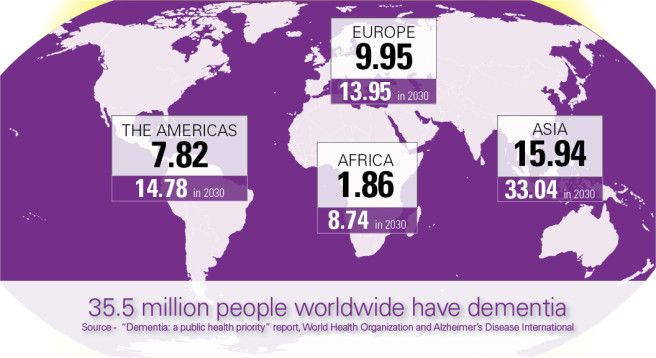 EUROPE
9.95
13.95 in 2030
THE AMERICAS
7.82
14.78 in 2030
AFRICA
1.86
8.74 in 2030
ASIA
15.94
33.04 in 2030
35.5 million people worldwide have dementia
Source - "Dementia: a public health priority" report, World Health Organization and Alzheimer's Disease International